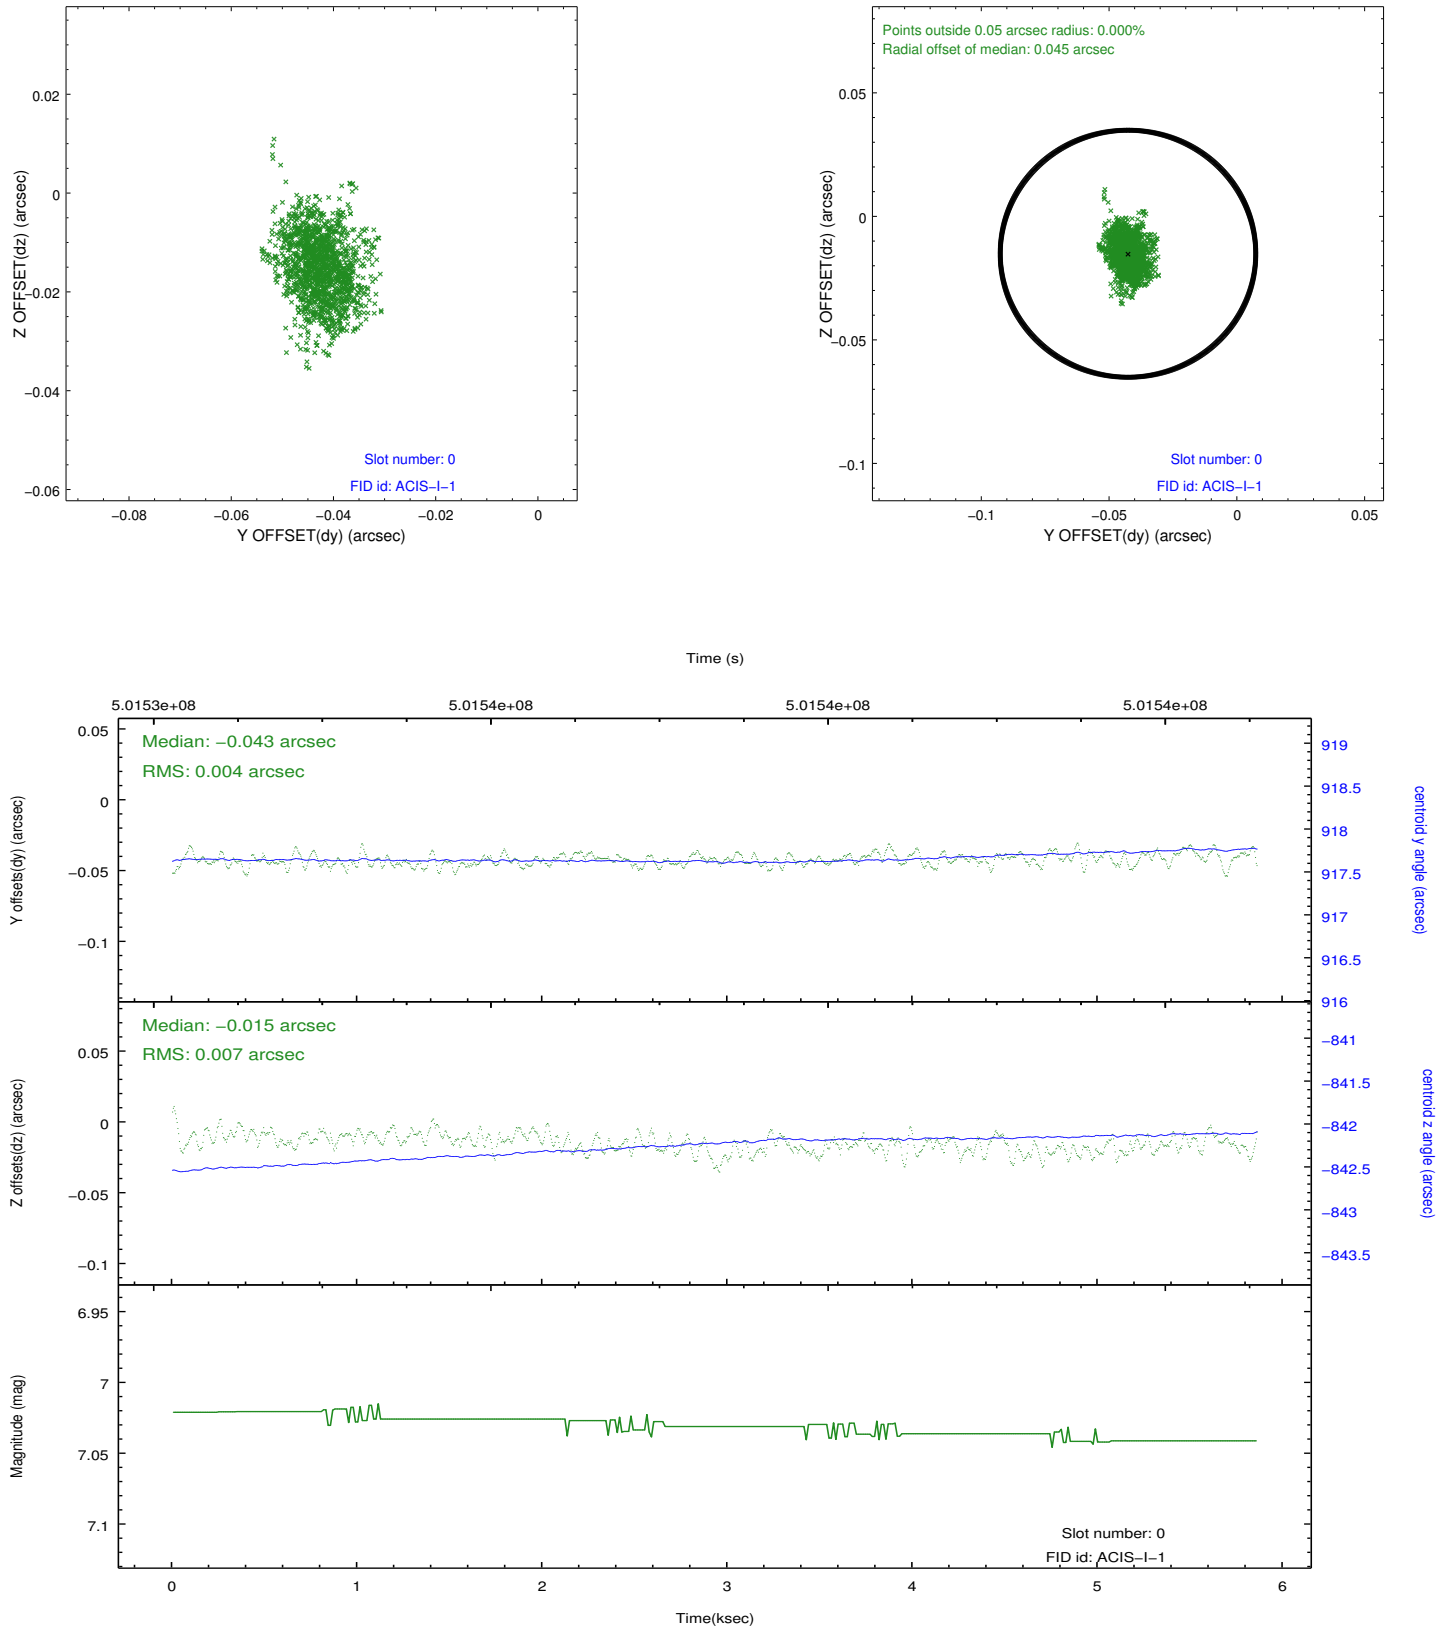 0.02
0
−0.02
−0.04
−0.06
Z OFFSET(dz) (arcsec)
Slot number: 0
FID id: ACIS−I−1
−0.08
−0.06
−0.04
−0.02
0
Y OFFSET(dy) (arcsec)
Points outside 0.05 arcsec radius: 0.000%
Radial offset of median: 0.045 arcsec
0.05
0
−0.05
−0.1
Z OFFSET(dz) (arcsec)
Slot number: 0
FID id: ACIS−I−1
−0.1
−0.05
0
0.05
Y OFFSET(dy) (arcsec)
Time (s)
5.0153e+08
5.0154e+08
5.0154e+08
5.0154e+08
Median: −0.043 arcsec
RMS: 0.004 arcsec
0.05
0
−0.05
−0.1
Y offsets(dy) (arcsec)
919
918.5
918
917.5
917
916.5
916
centroid y angle (arcsec)
Median: −0.015 arcsec
RMS: 0.007 arcsec
0.05
0
−0.05
−0.1
Z offsets(dz) (arcsec)
−841
−841.5
−842
−842.5
−843
−843.5
centroid z angle (arcsec)
6.95
7
7.05
7.1
Magnitude (mag)
Slot number: 0
FID id: ACIS−I−1
0
1
2
3
4
5
6
Time(ksec)